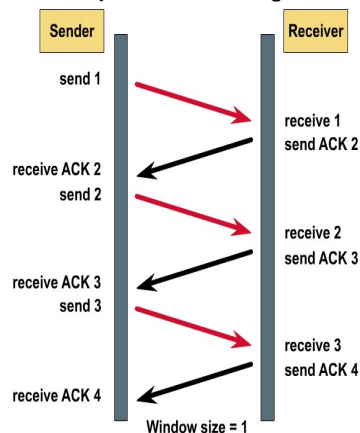 Sender
Receiver
send 1
receive 1
send ACK 2
receive ACK 2
send 2
receive 2
send ACK 3
receive ACK 3
send 3
receive 3
send ACK 4
receive ACK 4
Window size = 1